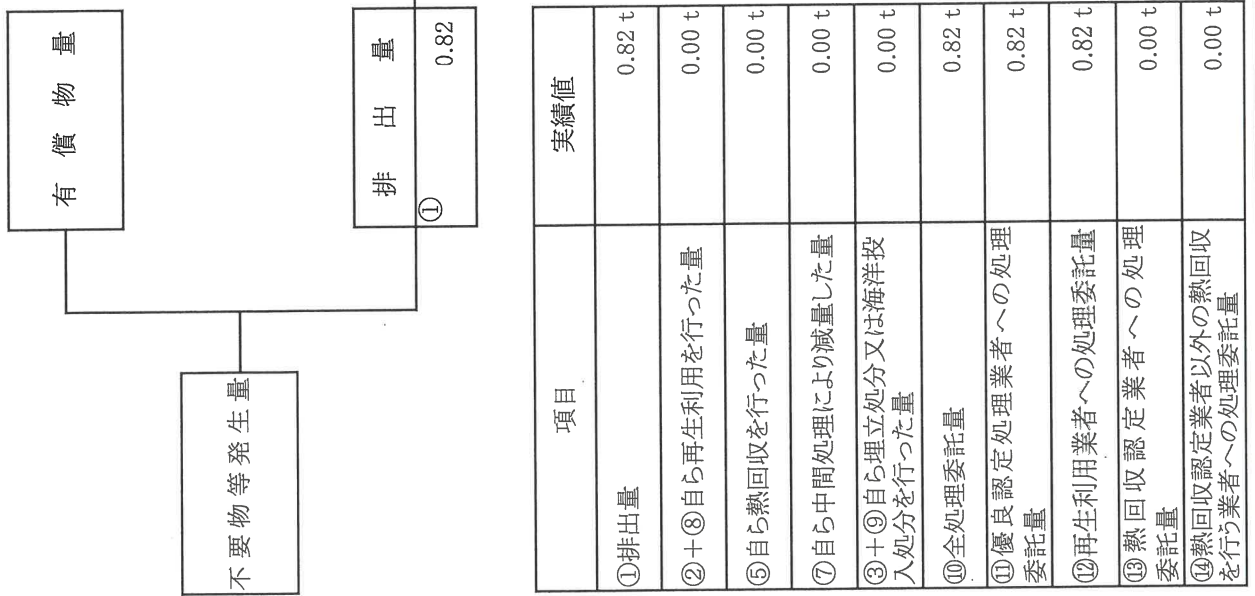 不要物等発生量
有償物量
排出量
①
0.82
項目 実績値
①排出量 0.82 t
②+⑧自ら再生利用を行った量 0.00 t
⑤自ら熱回収を行った量 0.00 t
⑦自ら中間処理により減量した量 0.00 t
③+⑨自ら埋立処分又は海洋投
入処分を行った量 0.00 t
⑩全処理委託量 0.82 t
⑪優良認定処理業者への処理
委託量 0.82 t
⑫再生利用業者への処理委託量 0.82 t
⑬熱回収認定業者への処理
委託量 0.00 t
⑭熱回収認定業者以外の熱回収
を行う業者への処理委託量 0.00 t